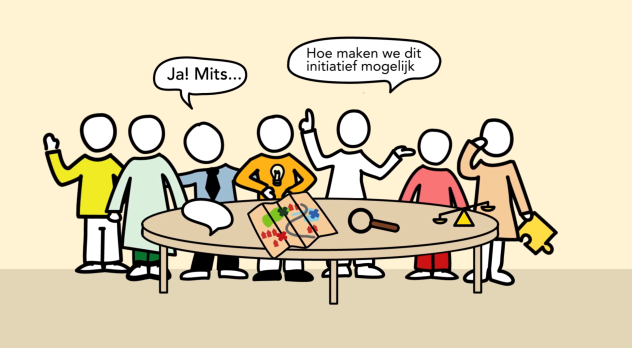 Ja! Mits...
Hoe maken we dit
initiatief mogelijk